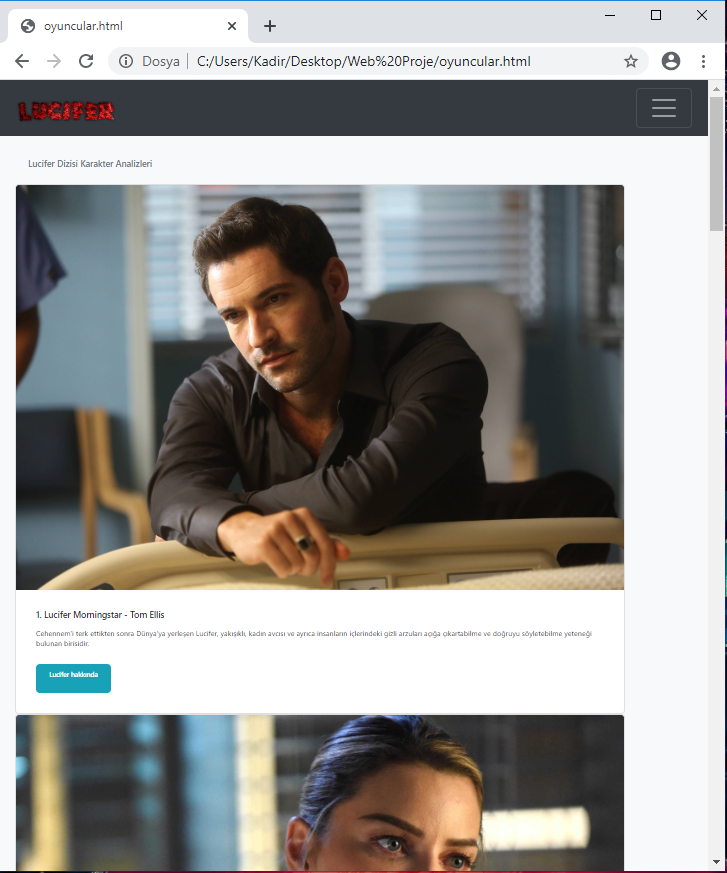 oyuncular.html
Dosya | C:/Users/Kadir/Desktop/Web%20Proje/oyuncular.html
LUCIFER
Lucifer Dizisi Karakter Analizleri
1. Lucifer Morningstar - Tom Ellis
Cehennem'i terk ettikten sonra Dünya'ya yerleşen Lucifer, yakışıklı, kadın avcısı ve ayrıca insanların içlerindeki gizli arzuları açığa çıkartabilme ve doğruyu söyletebilme yeteneği
bulunan birisidir.
Lucifer hakkında